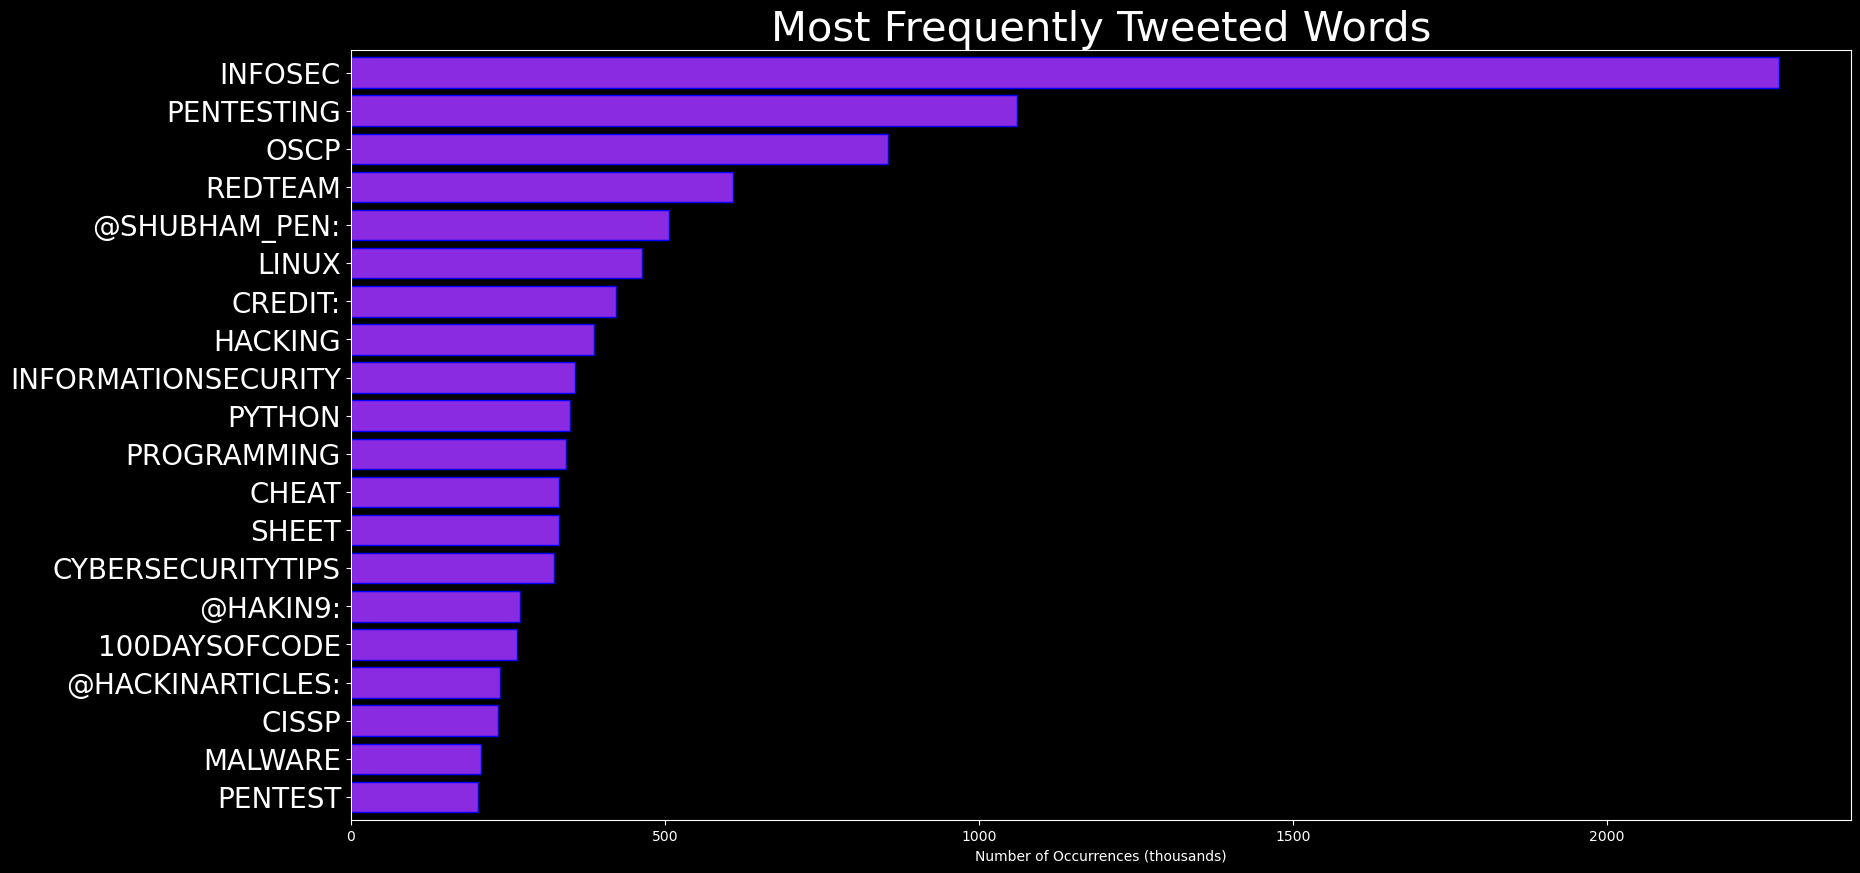 Most Frequently Tweeted Words
INFOSEC
PENTESTING
OSCP
REDTEAM
@SHUBHAM_PEN:
LINUX
CREDIT:
HACKING
INFORMATIONSECURITY
PYTHON
PROGRAMMING
CHEAT
SHEET
CYBERSECURITYTIPS
@HAKIN9:
100DAYSOFCODE
@HACKINARTICLES:
CISSP
MALWARE
PENTEST
0 500 1000 1500 2000
Number of Occurrences (thousands)